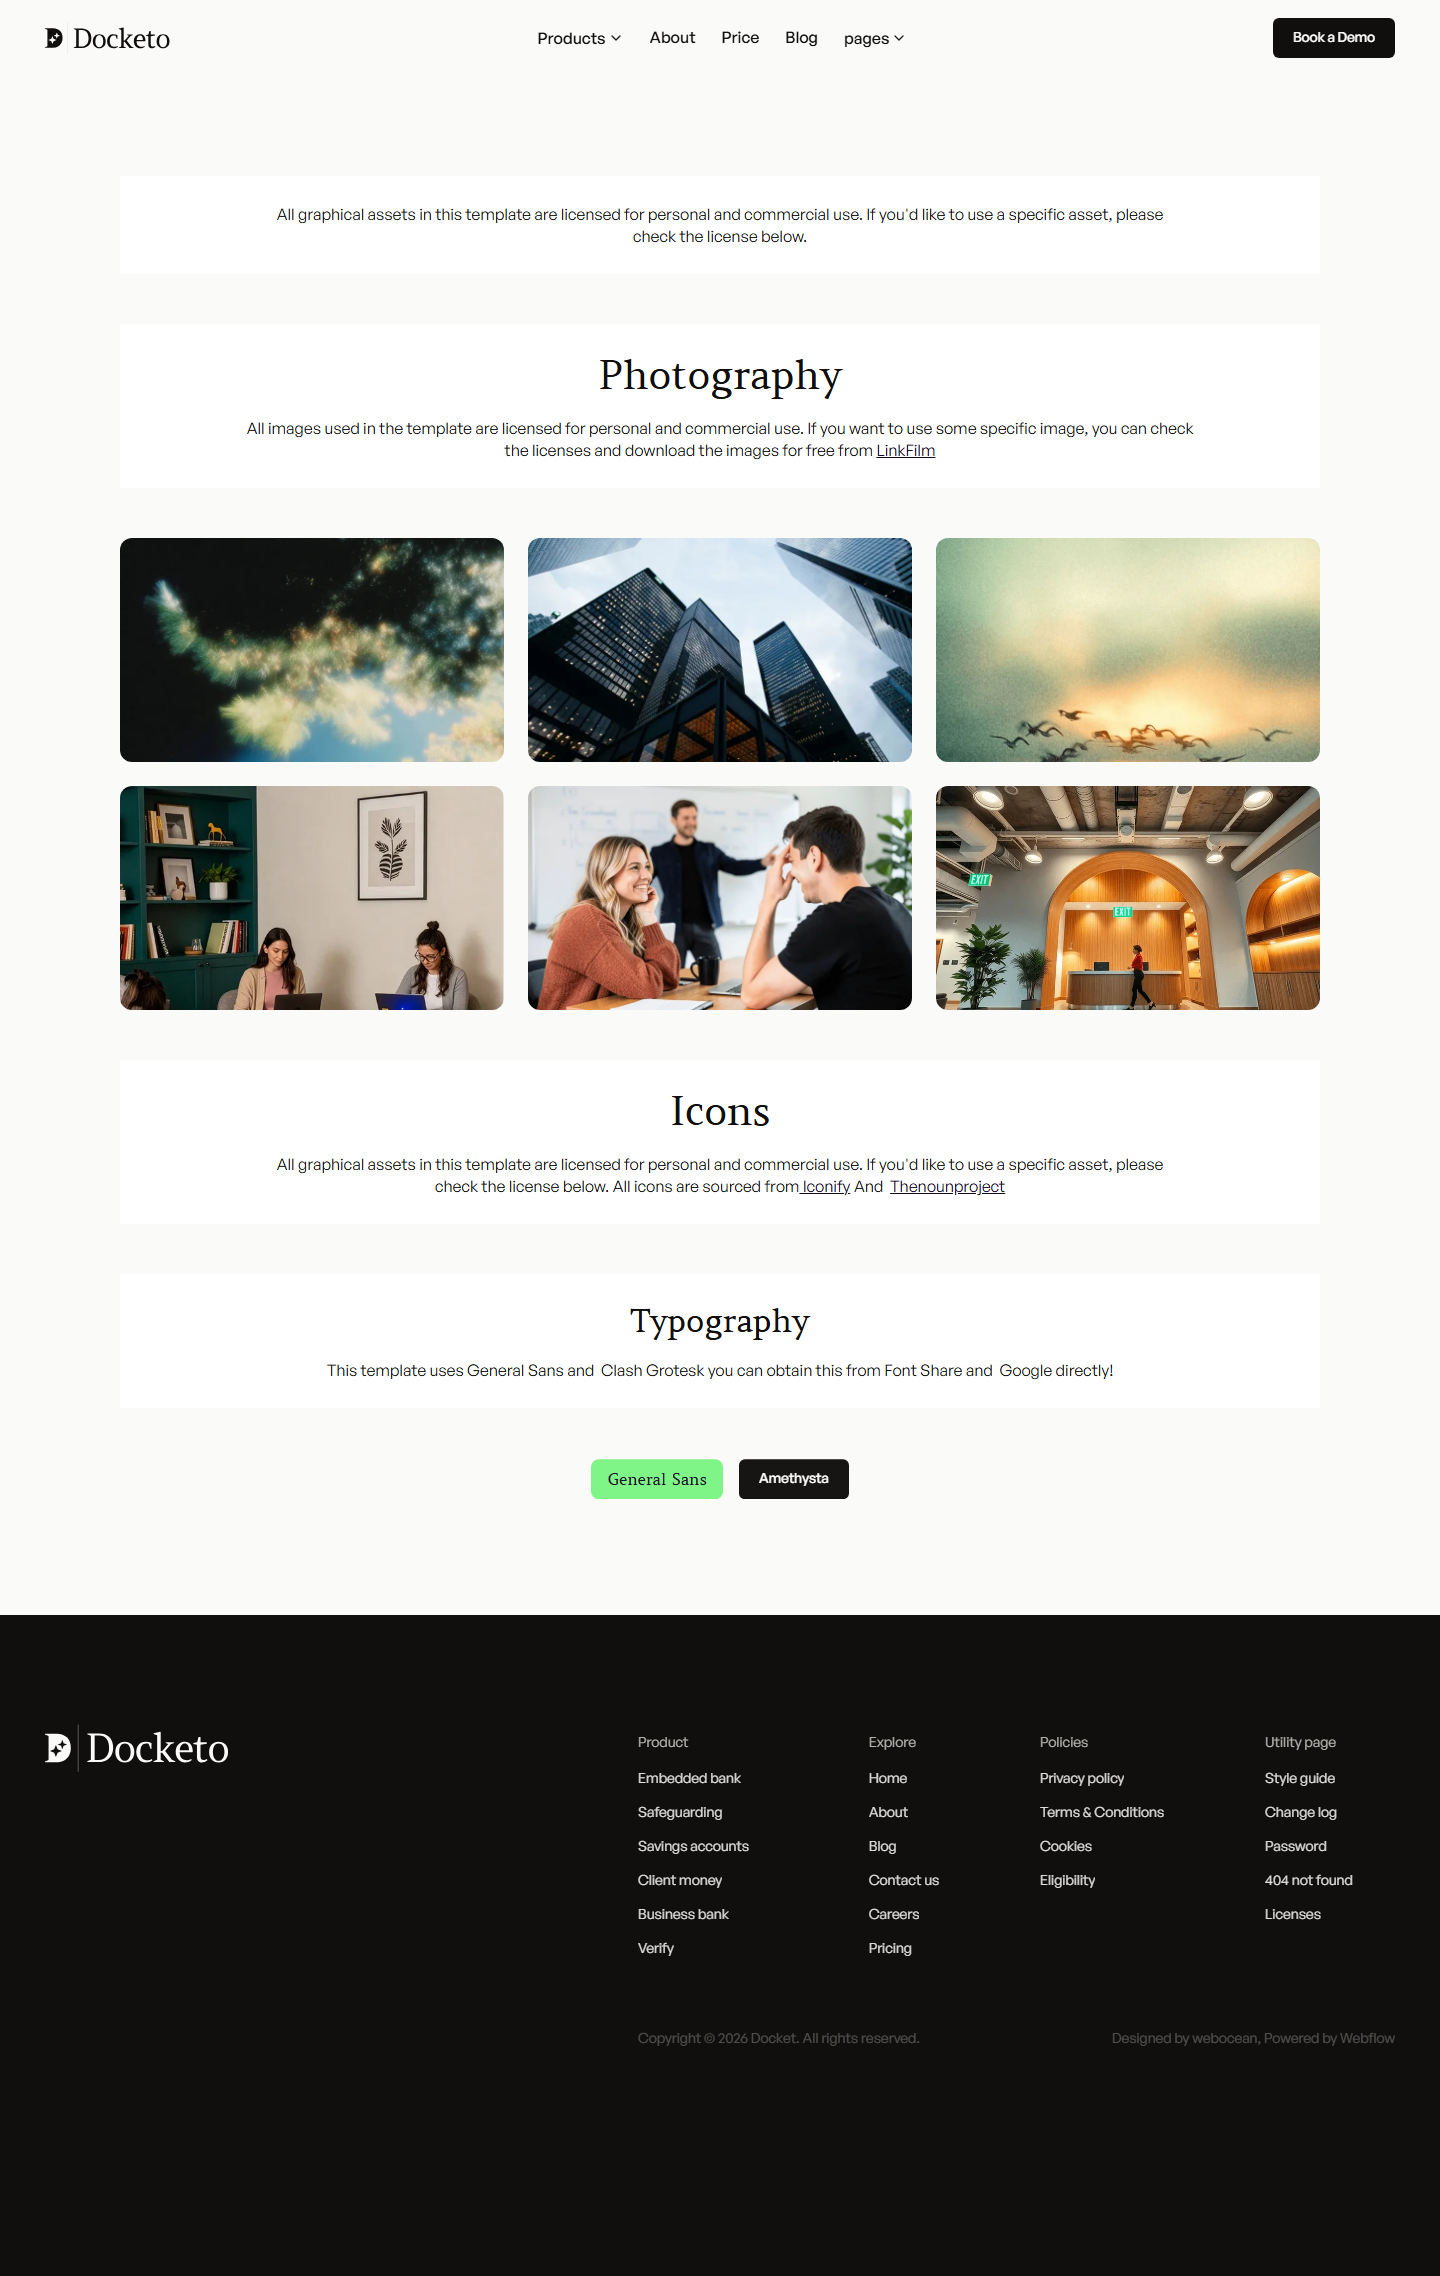 Docketo
Products
About
Price
Blog
pages
Book a Demo
All graphical assets in this template are licensed for personal and commercial use. If you'd like to use a specific asset, please
check the license below.
Photography
All images used in the template are licensed for personal and commercial use. If you want to use some specific image, you can check
the licenses and download the images for free from LinkFilm
EXIT
EXIT
Icons
All graphical assets in this template are licensed for personal and commercial use. If you'd like to use a specific asset, please
check the license below. All icons are sourced from Iconify And Thenounproject
Typography
This template uses General Sans and Clash Grotesk you can obtain this from Font Share and Google directly!
General Sans
Amethysta
Docketo
Product
Embedded bank
Safeguarding
Savings accounts
Client money
Business bank
Verify
Explore
Home
About
Blog
Contact us
Careers
Pricing
Policies
Privacy policy
Terms & Conditions
Cookies
Eligibility
Utility page
Style guide
Change log
Password
404 not found
Licenses
Copyright © 2026 Docket. All rights reserved.
Designed by webocean, Powered by Webflow